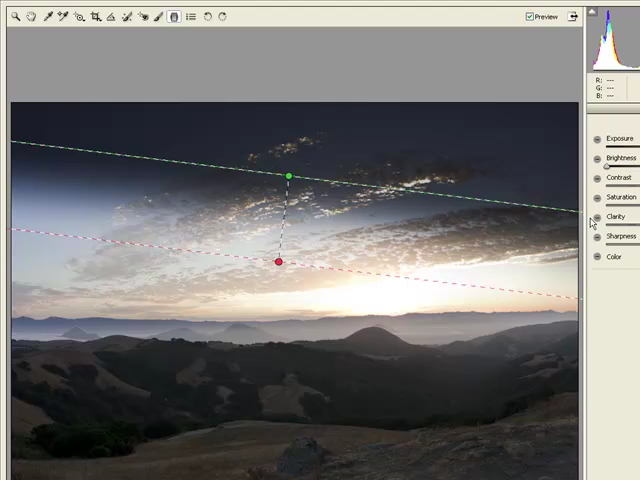 Preview
R: ---
G: ---
B: ---
Exposure
Brightness
Contrast
Saturation
Clarity
Sharpness
Color